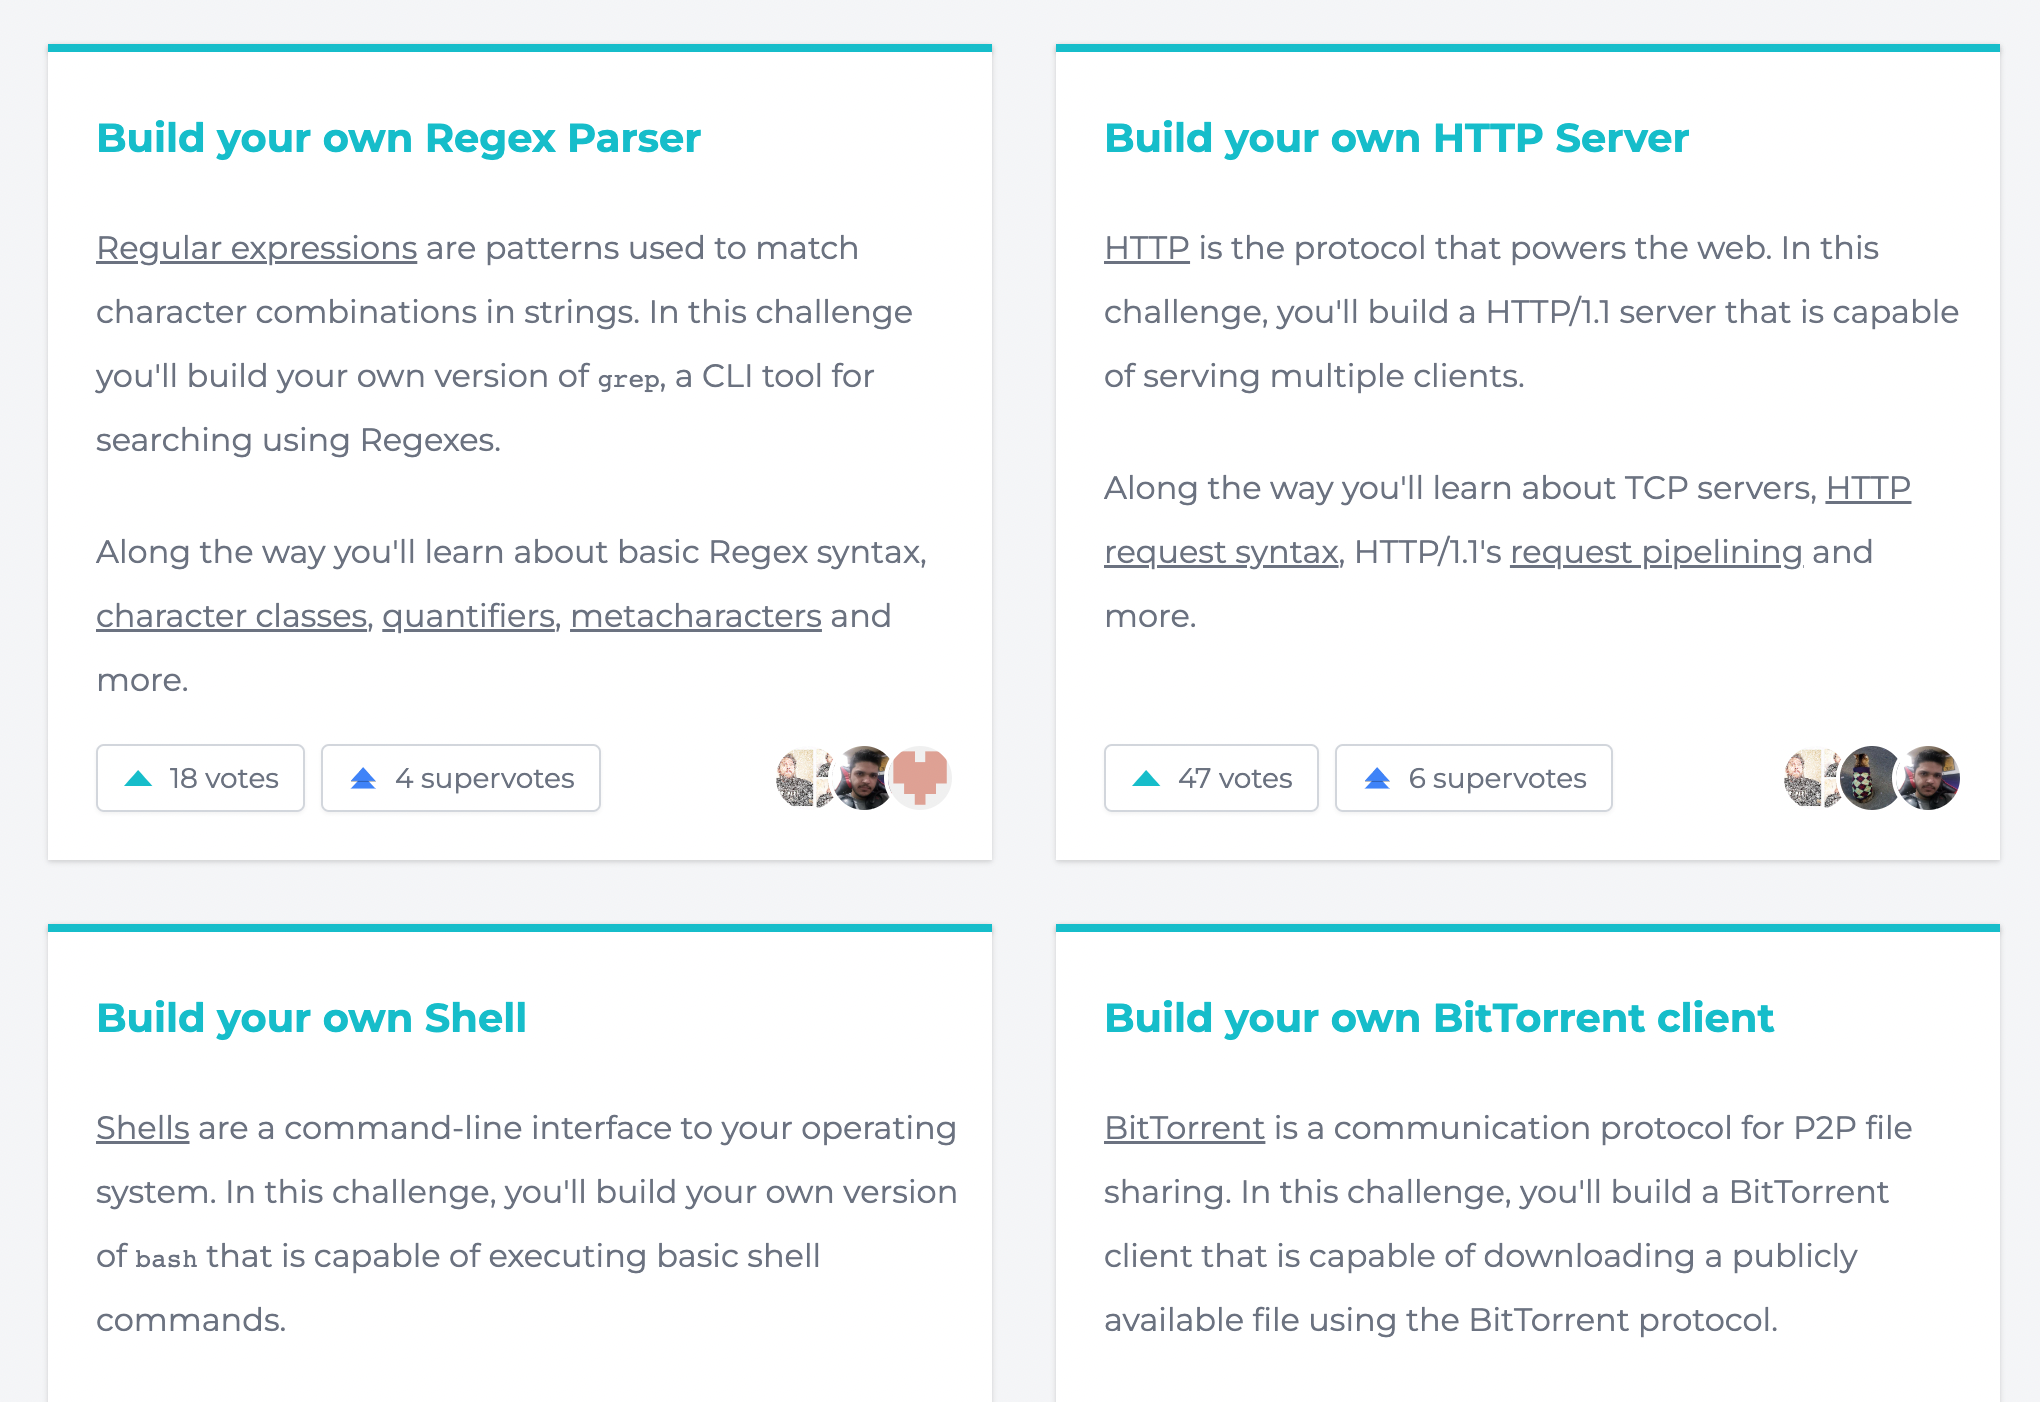 Build your own Regex Parser
Regular expressions are patterns used to match
character combinations in strings. In this challenge
you'll build your own version of grep, a CLI tool for
searching using Regexes.
Along the way you'll learn about basic Regex syntax,
character classes, quantifiers, metacharacters and
more.
18 votes
4 supervotes
Build your own HTTP Server
HTTP is the protocol that powers the web. In this
challenge, you'll build a HTTP/1.1 server that is capable
of serving multiple clients.
Along the way you'll learn about TCP servers, HTTP
request syntax, HTTP/1.1's request pipelining and
more.
47 votes
6 supervotes
Build your own Shell
Shells are a command-line interface to your operating
system. In this challenge, you'll build your own version
of bash that is capable of executing basic shell
commands.
Build your own BitTorrent client
BitTorrent is a communication protocol for P2P file
sharing. In this challenge, you'll build a BitTorrent
client that is capable of downloading a publicly
available file using the BitTorrent protocol.